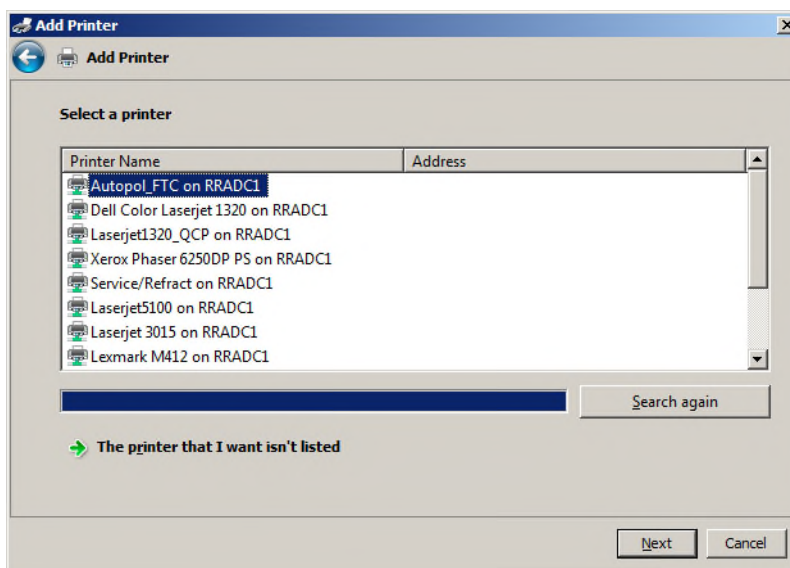 Add Printer
Add Printer
Select a printer
Printer Name Address
Autopol_FTC on RRADC1
Dell Color Laserjet 1320 on RRADC1
Laserjet1320_QCP on RRADC1
Xerox Phaser 6250DP PS on RRADC1
Service/Refract on RRADC1
Laserjet5100 on RRADC1
Laserjet 3015 on RRADC1
Lexmark M412 on RRADC1
Search again
The printer that I want isn't listed
Next Cancel